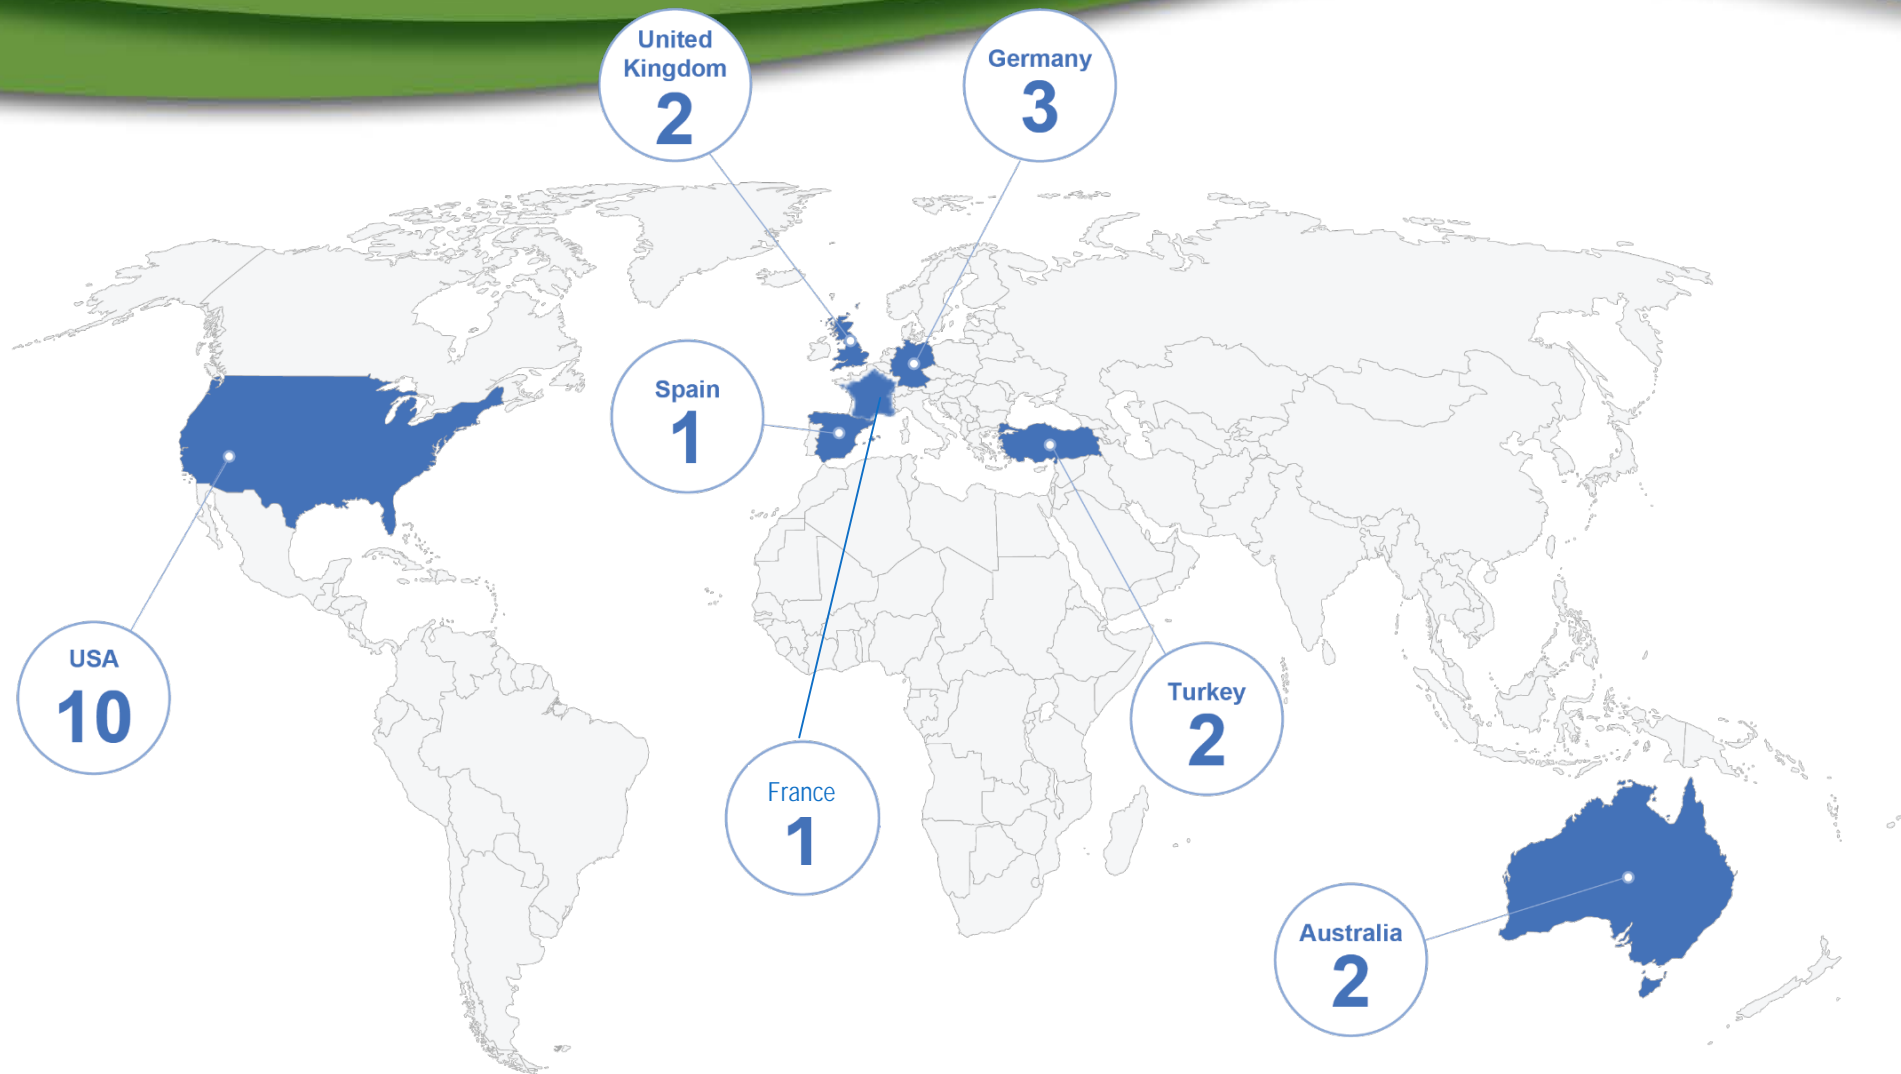 United
Kingdom
2
Germany
3
Spain
1
USA
10
Turkey
2
France
1
Australia
2